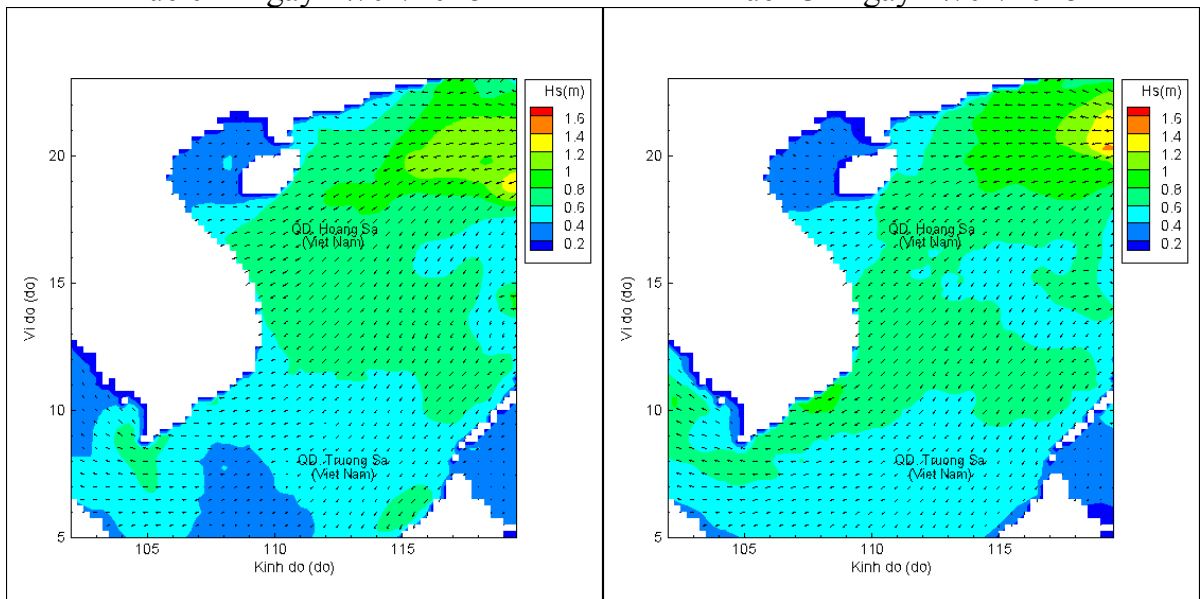 Hs(m)
1.6
1.4
1.2
1
0.8
0.6
0.4
0.2
20
15
10
5
105
110
115
Vi do (do)
Kinh do (do)
QD. Hoang Sa
(Viet Nam)
QD. Truong Sa
(Viet Nam)
Hs(m)
1.6
1.4
1.2
1
0.8
0.6
0.4
0.2
20
15
10
5
105
110
115
Vi do (do)
Kinh do (do)
QD. Hoang Sa
(Viet Nam)
QD. Truong Sa
(Viet Nam)